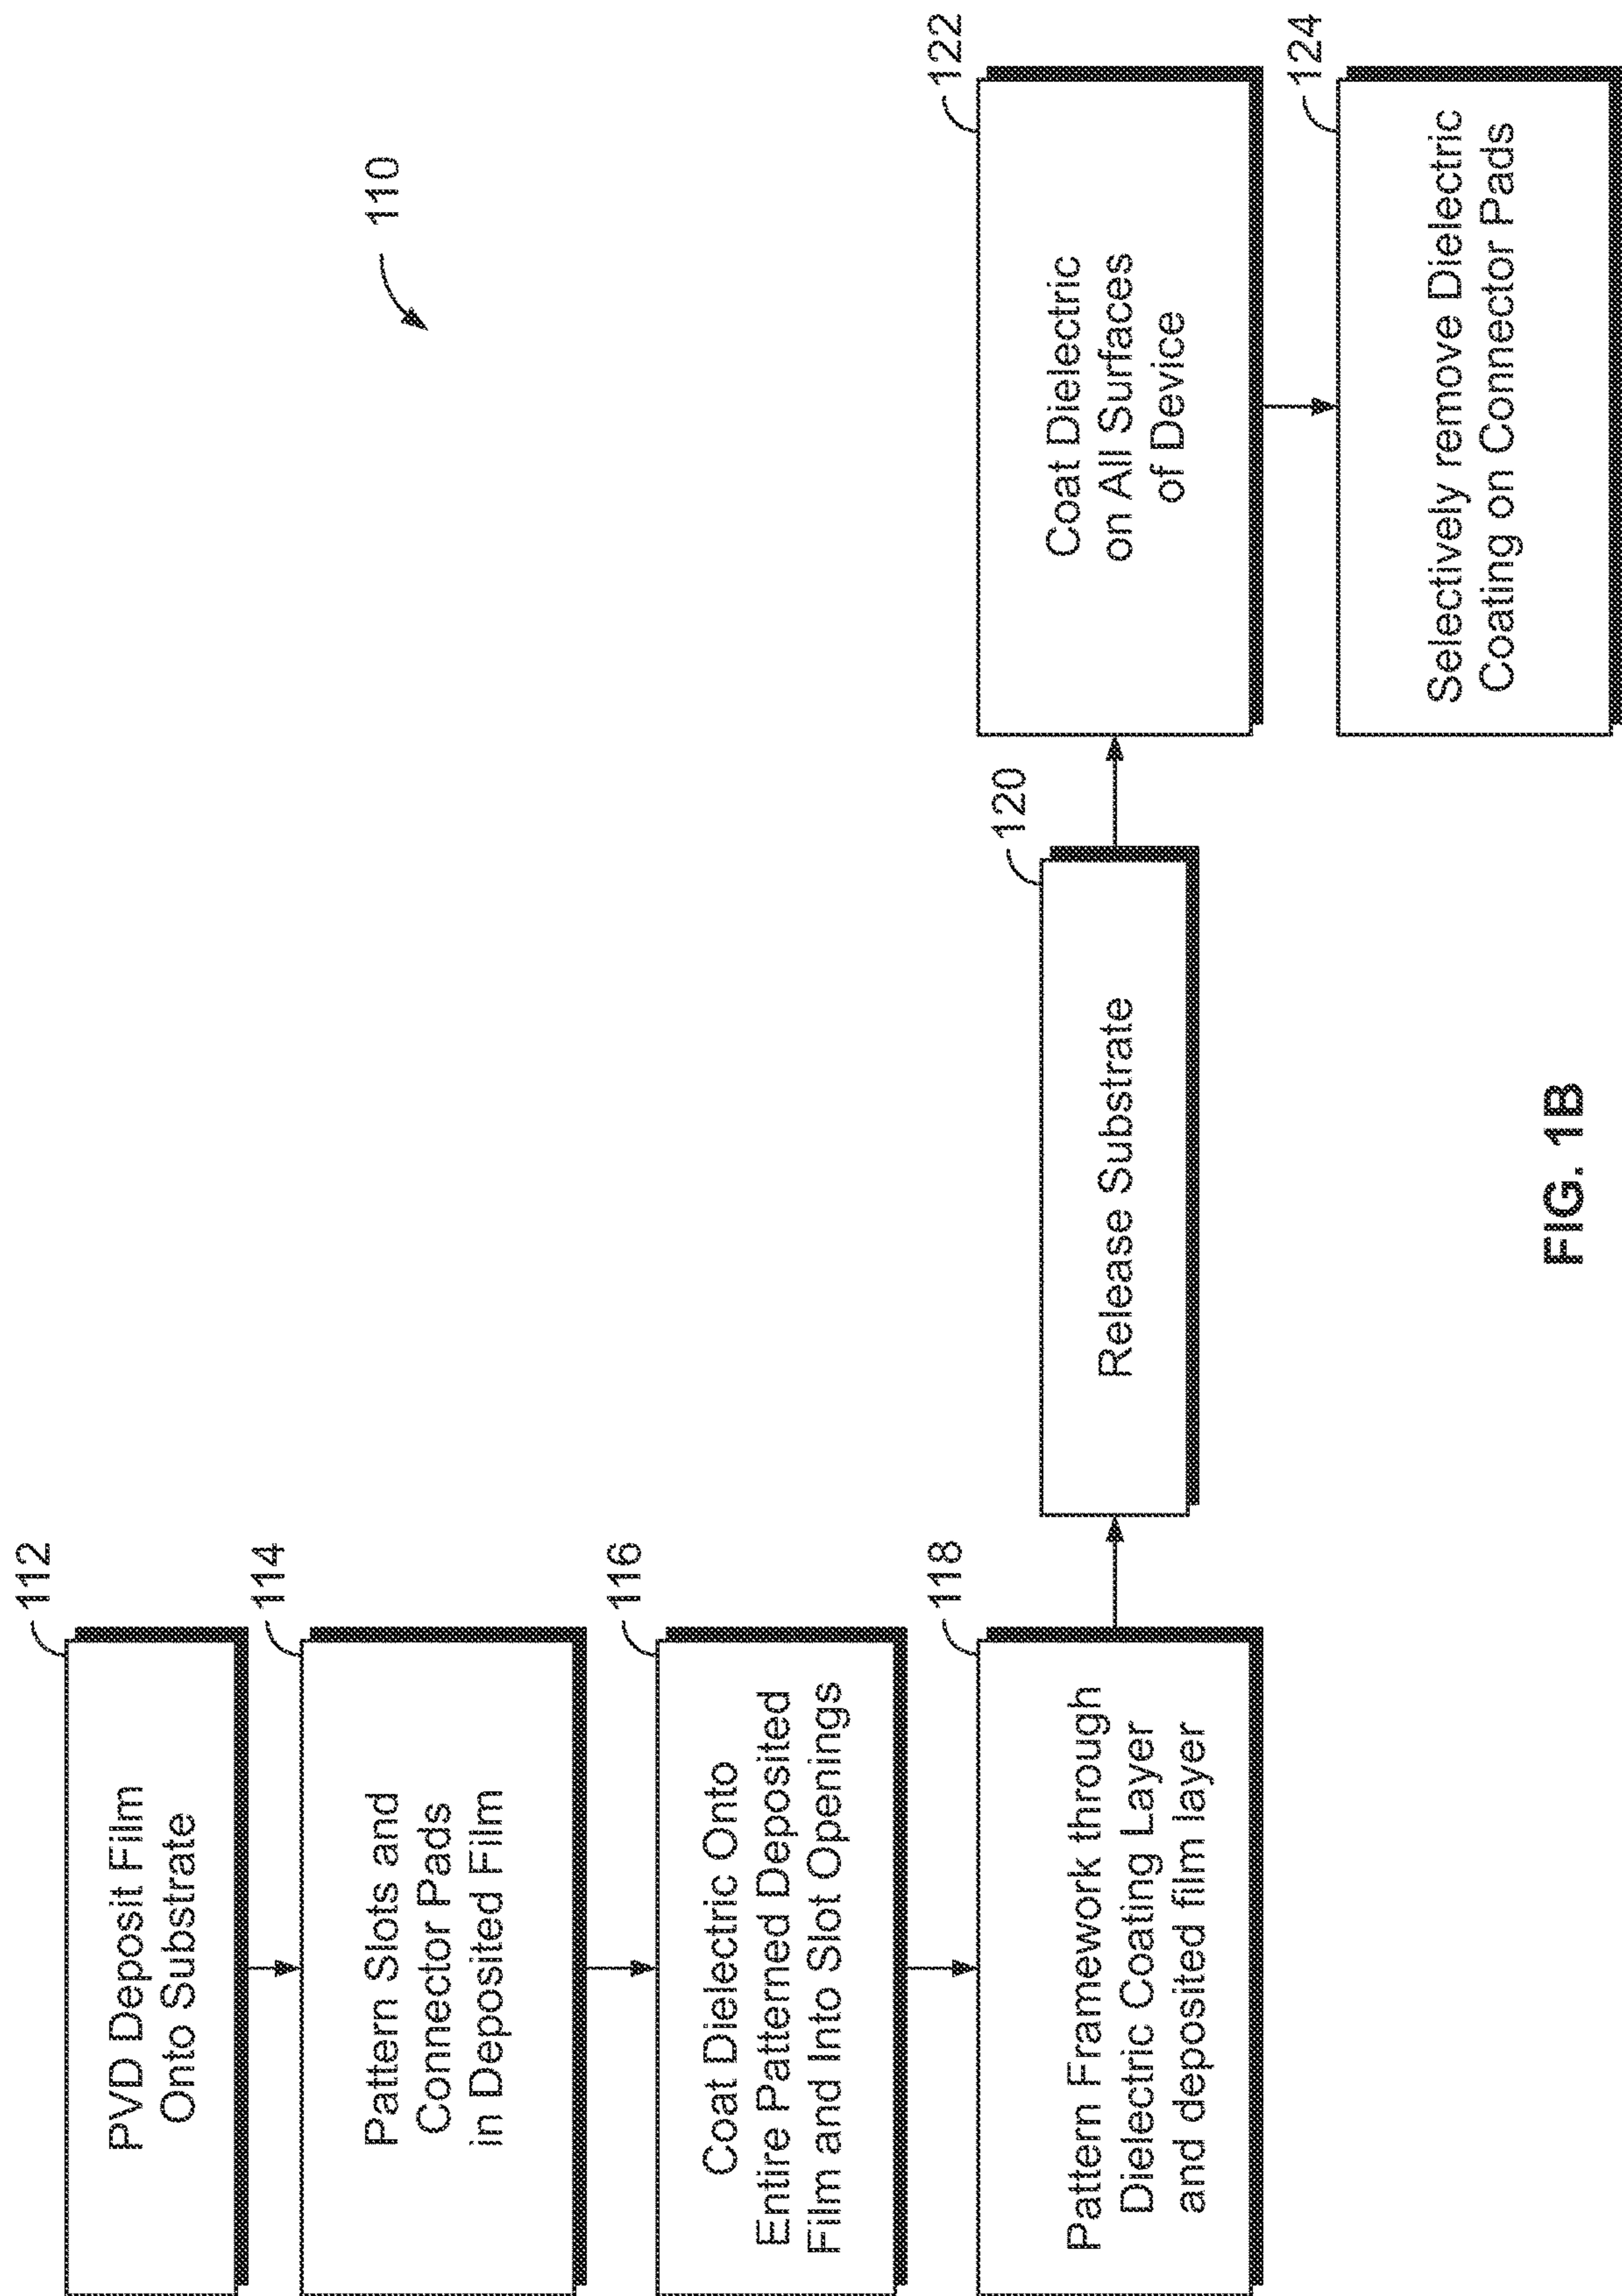 110
112
PVD Deposit Film
Onto Substrate
114
Pattern Slots and
Connector Pads
in Deposited Film
116
Coat Dielectric Onto
Entire Patterned Deposited
Film and Into Slot Openings
118
Pattern Framework through
Dielectric Coating Layer
and deposited film layer
120
Release Substrate
122
Coat Dielectric
on All Surfaces
of Device
124
Selectively remove Dielectric
Coating on Connector Pads
FIG. 1B